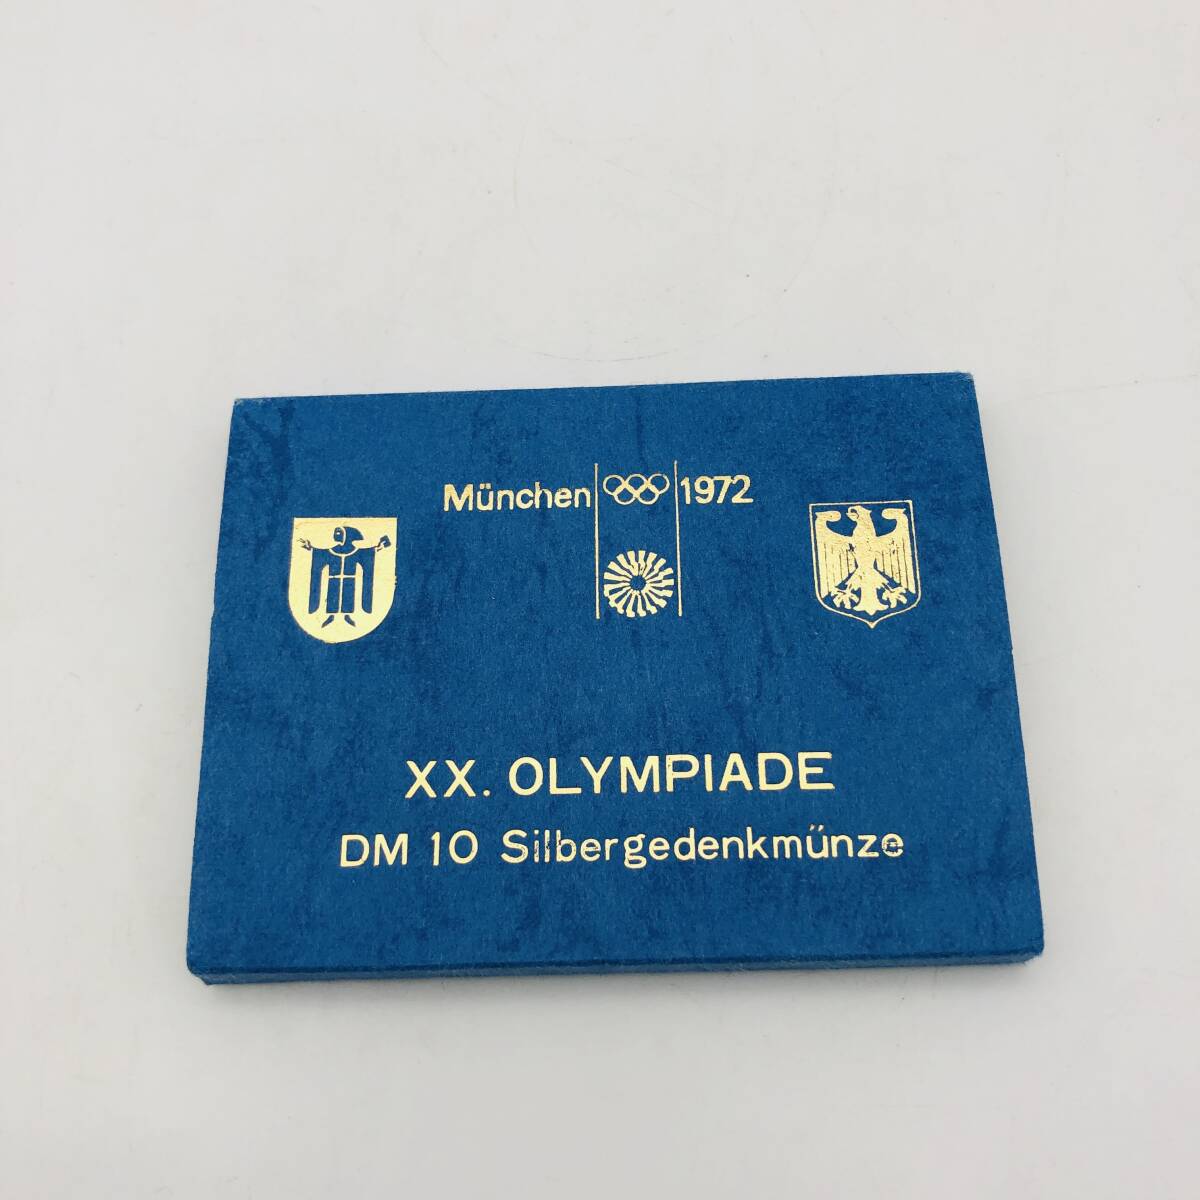 München 1972
XX. OLYMPIADE
DM 10 Silbergedenkmünze